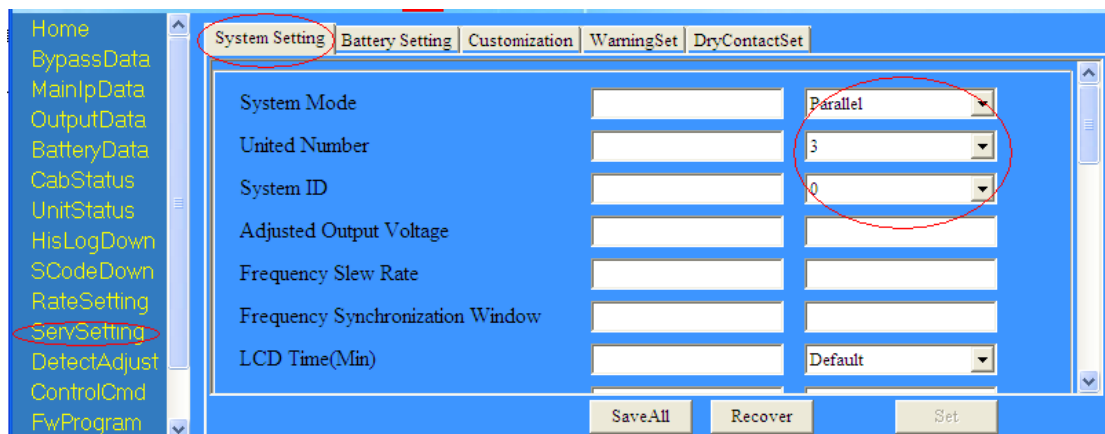 Home
BypassData
MainIpData
OutputData
BatteryData
CabStatus
UnitStatus
HisLogDown
SCodeDown
RateSetting
ServSetting
DetectAdjust
ControlCmd
FwProgram
System Setting Battery Setting Customization WarningSet DryContactSet
System Mode Parallel
United Number 3
System ID 0
Adjusted Output Voltage
Frequency Slew Rate
Frequency Synchronization Window
LCD Time(Min) Default
SaveAll Recover Set